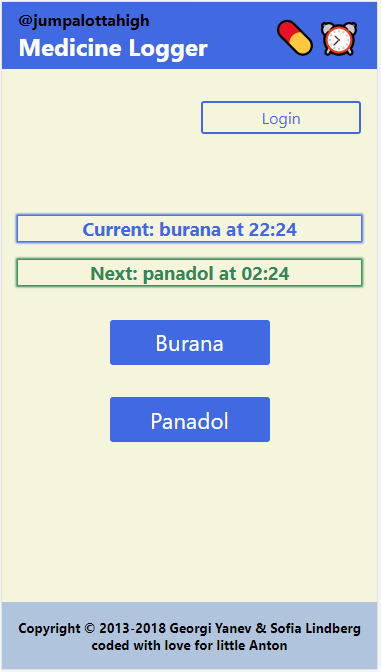 @jumpalottahigh
Medicine Logger
Login
Current: burana at 22:24
Next: panadol at 02:24
Burana
Panadol
Copyright © 2013-2018 Georgi Yanev & Sofia Lindberg
coded with love for little Anton